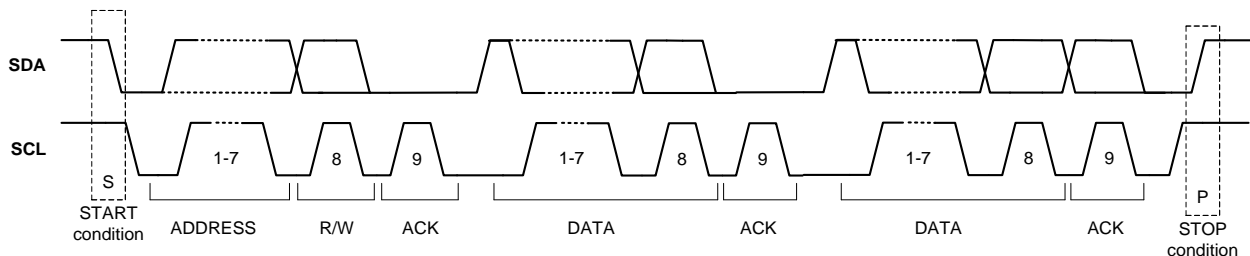 SDA
SCL
1-7
8
9
1-7
8
9
1-7
8
9
S
P
START
condition
ADDRESS
R/W
ACK
DATA
ACK
DATA
ACK
STOP
condition